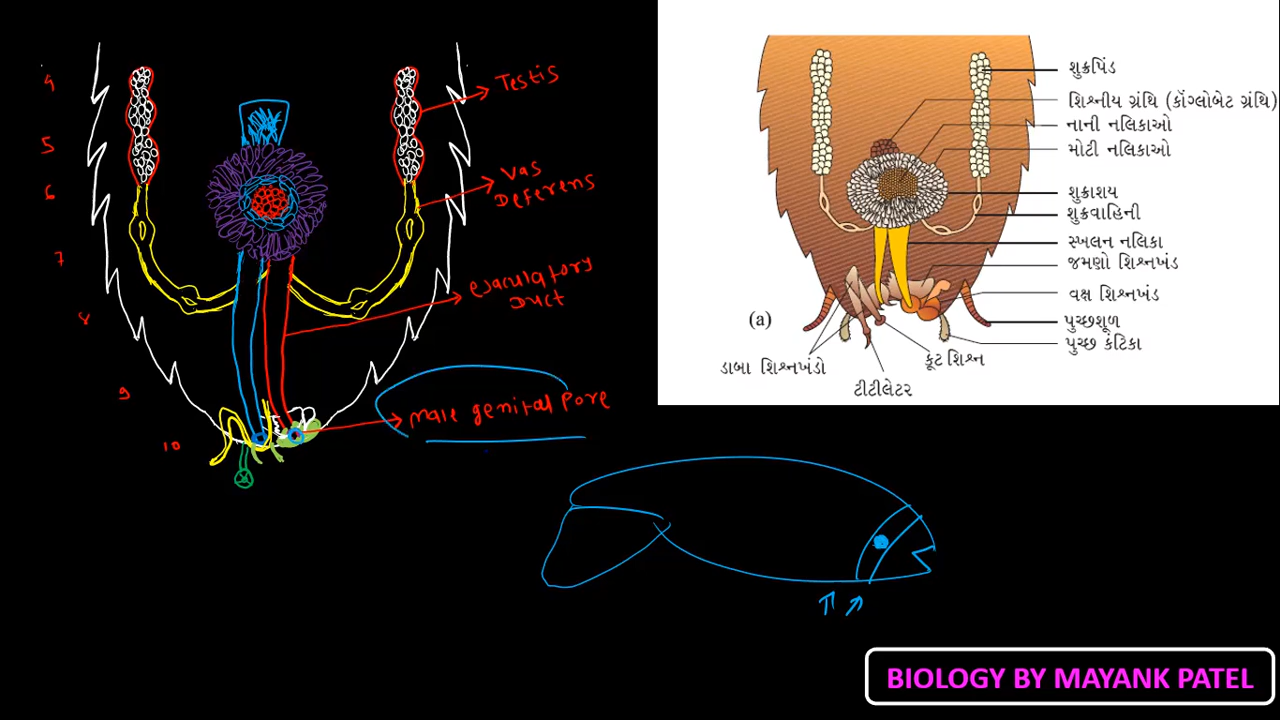 4
5
6
7
8
9
10
Testis
Vas
Deferens
ejaculatory
Duct
male genital Pore
શુક્રપિંડ
શિશ્નીય ગ્રંથિ (કૉંગ્લોબેટ ગ્રંથિ)
નાની નલિકાઓ
મોટી નલિકાઓ
શુક્રાશય
શુક્રવાહિની
સ્ખલન નલિકા
જમણો શિશ્નખંડ
વક્ષ શિશ્નખંડ
પુચ્છશૂળ
પુચ્છ કંટિકા
(a)
ડાબા શિશ્નખંડો
કૂટ શિશ્ન
ટીટીલેટર
BIOLOGY BY MAYANK PATEL